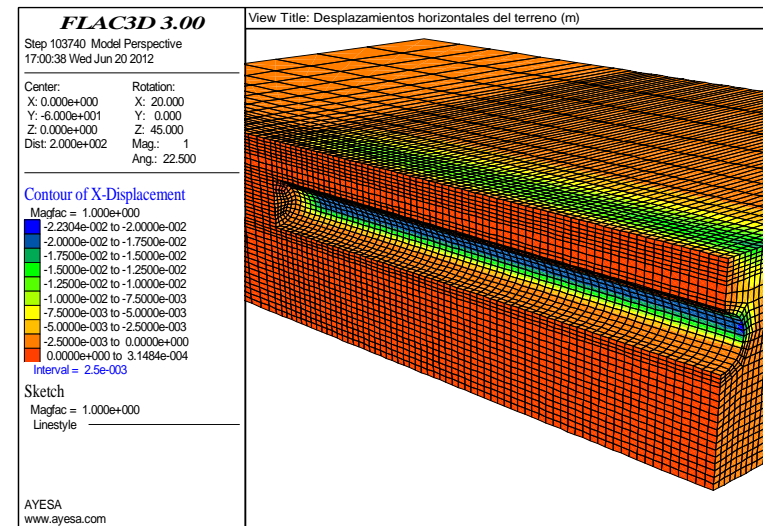 FLAC3D 3.00
Step 103740 Model Perspective
17:00:38 Wed Jun 20 2012
Center:
X: 0.000e+000
Y: -6.000e+001
Z: 0.000e+000
Dist: 2.000e+002
Rotation:
X: 20.000
Y: 0.000
Z: 45.000
Mag.: 1
Ang.: 22.500
Contour of X-Displacement
Magfac = 1.000e+000
-2.2304e-002 to -2.0000e-002
-2.0000e-002 to -1.7500e-002
-1.7500e-002 to -1.5000e-002
-1.5000e-002 to -1.2500e-002
-1.2500e-002 to -1.0000e-002
-1.0000e-002 to -7.5000e-003
-7.5000e-003 to -5.0000e-003
-5.0000e-003 to -2.5000e-003
-2.5000e-003 to 0.0000e+000
0.0000e+000 to 3.1484e-004
Interval = 2.5e-003
Sketch
Magfac = 1.000e+000
Linestyle
AYESA
www.ayesa.com
View Title: Desplazamientos horizontales del terreno (m)